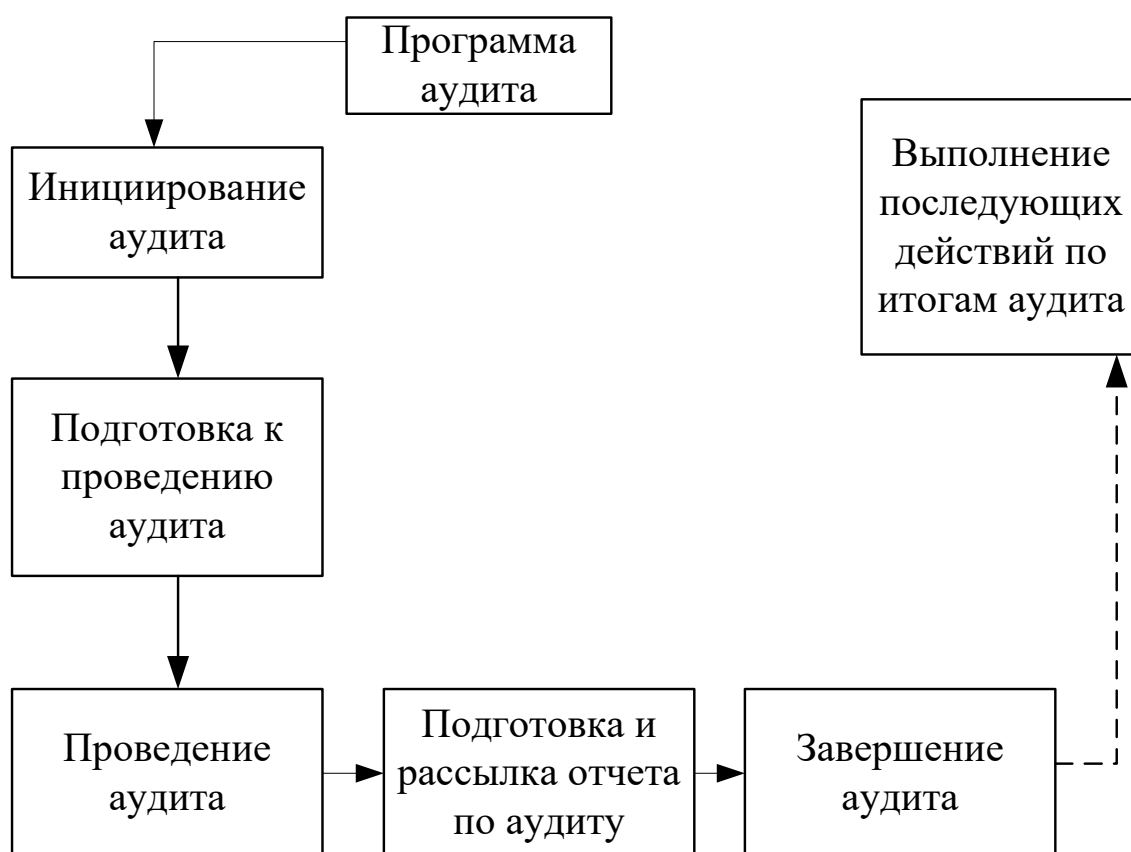 Программа
аудита
Инициирование
аудита
Подготовка к
проведению
аудита
Проведение
аудита
Подготовка и
рассылка отчета
по аудиту
Завершение
аудита
Выполнение
последующих
действий по
итогам аудита